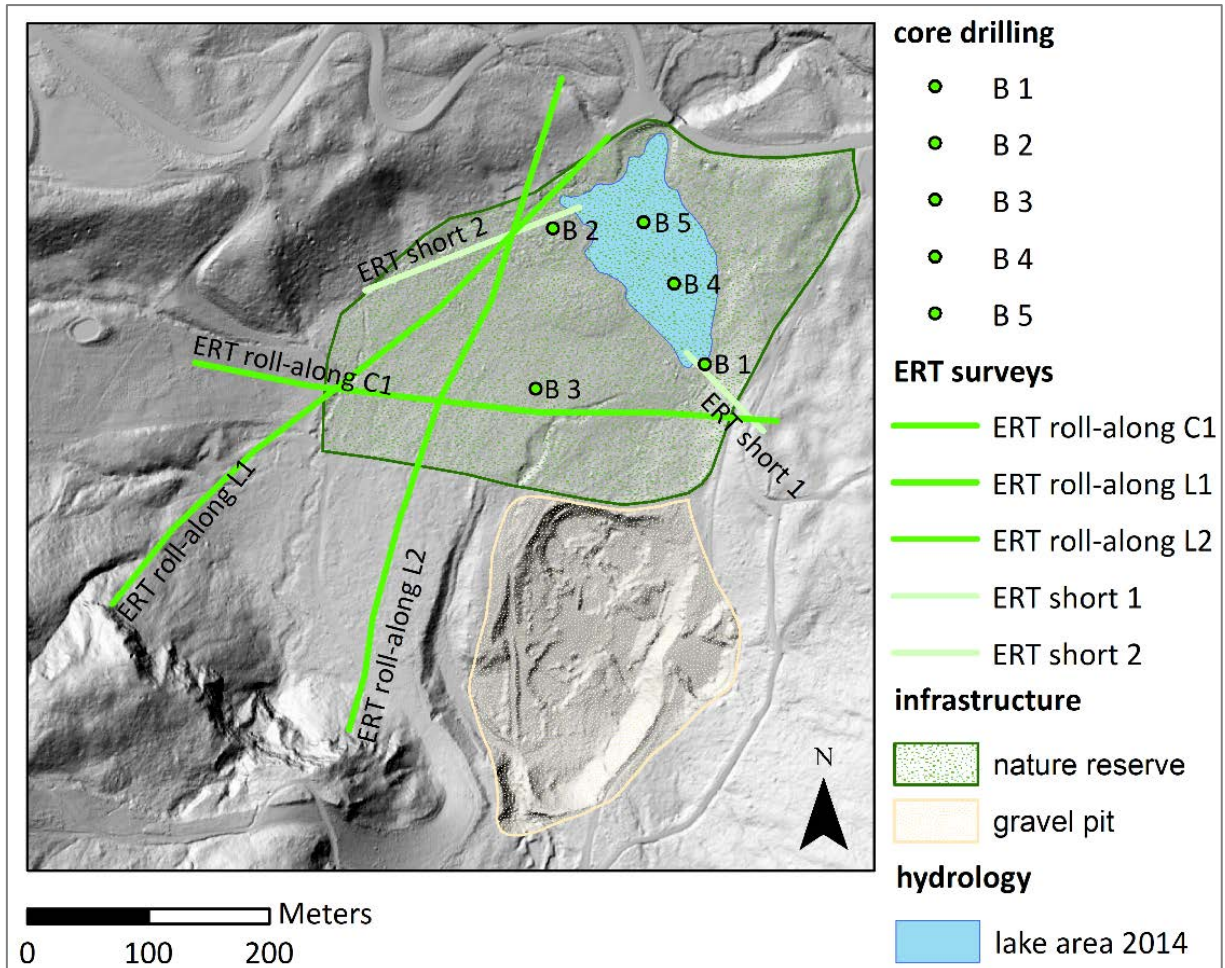 ERT short 2
B 2
B 5
B 4
ERT roll-along C1
B 1
B 3
ERT short 1
ERT roll-along L1
ERT roll-along L2
N
Meters
0 100 200
core drilling
B 1
B 2
B 3
B 4
B 5
ERT surveys
ERT roll-along C1
ERT roll-along L1
ERT roll-along L2
ERT short 1
ERT short 2
infrastructure
nature reserve
gravel pit
hydrology
lake area 2014